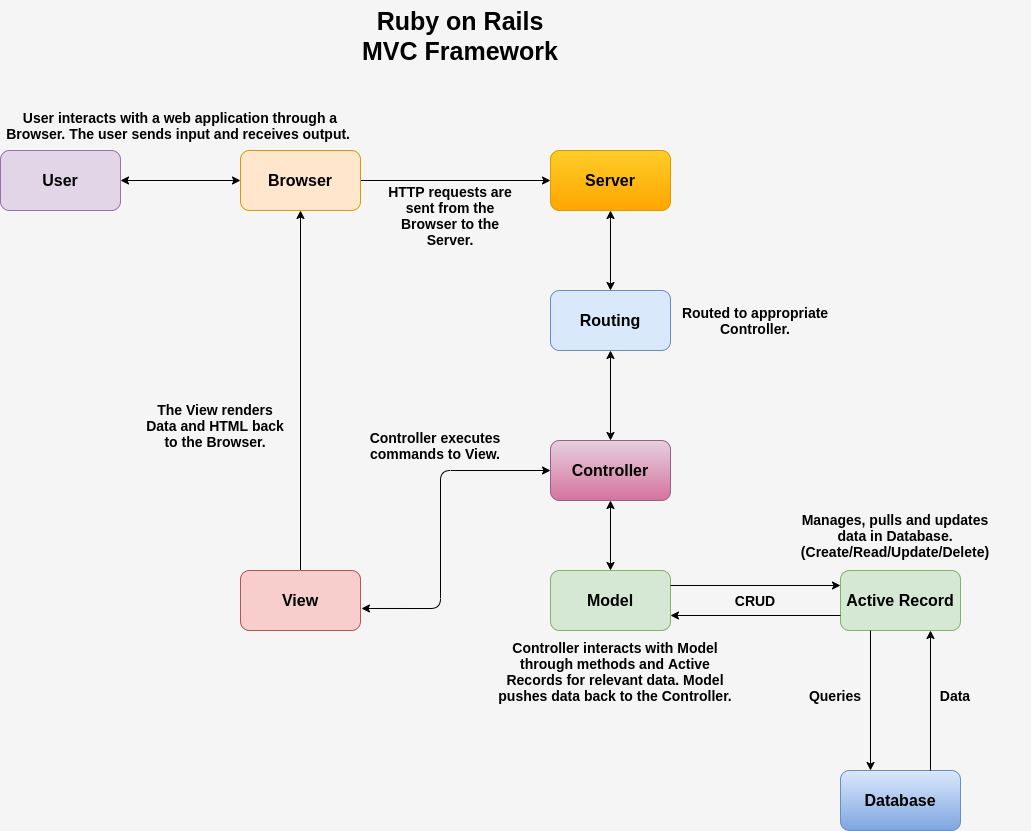 Ruby on Rails
MVC Framework
User interacts with a web application through a
Browser. The user sends input and receives output.
User
Browser
Server
HTTP requests are
sent from the
Browser to the
Server.
Routing
Routed to appropriate
Controller.
The View renders
Data and HTML back
to the Browser.
Controller executes
commands to View.
Controller
Manages, pulls and updates
data in Database.
(Create/Read/Update/Delete)
View
Model
CRUD
Active Record
Controller interacts with Model
through methods and Active
Records for relevant data. Model
pushes data back to the Controller.
Queries
Data
Database